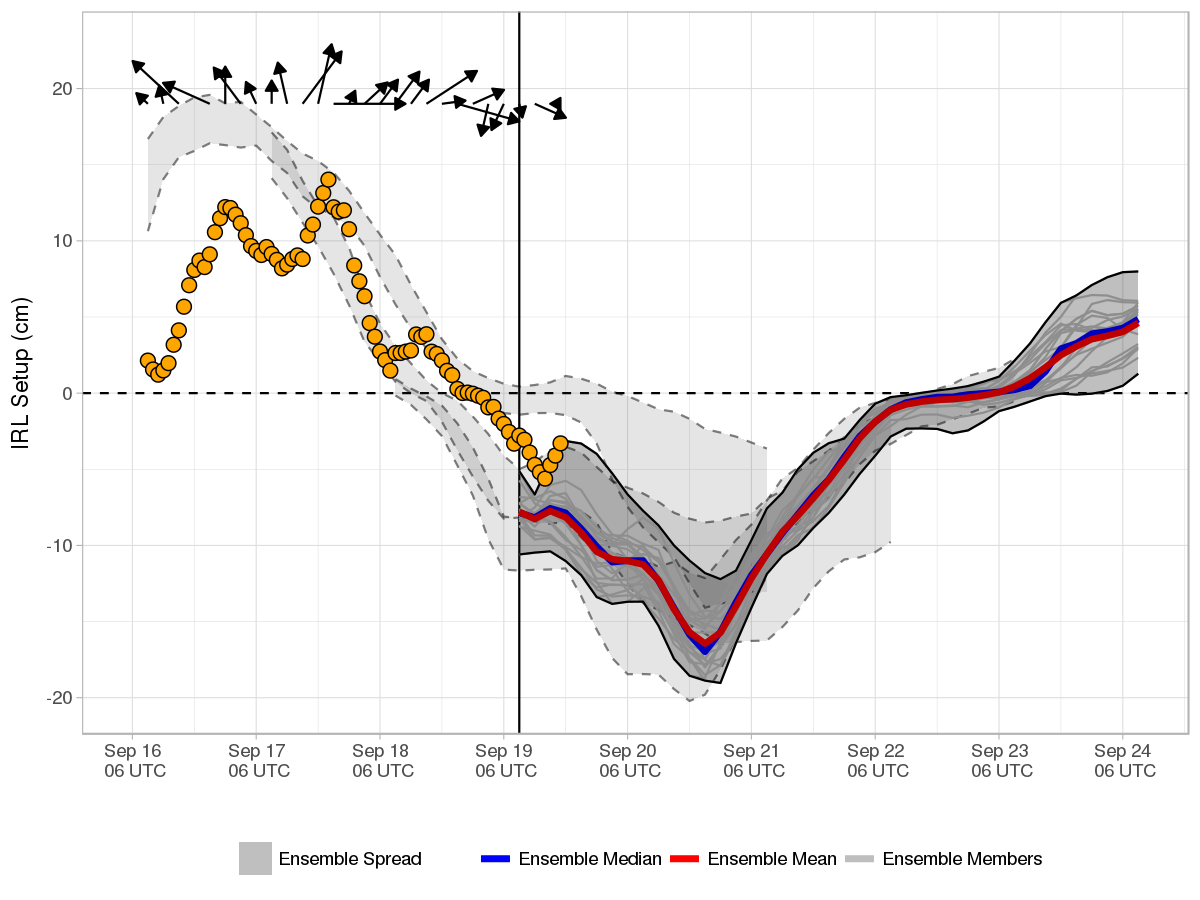 20
10
0
-10
-20
IRL Setup (cm)
Sep 16 Sep 17 Sep 18 Sep 19 Sep 20 Sep 21 Sep 22 Sep 23 Sep 24
06 UTC 06 UTC 06 UTC 06 UTC 06 UTC 06 UTC 06 UTC 06 UTC 06 UTC
Ensemble Spread Ensemble Median Ensemble Mean Ensemble Members